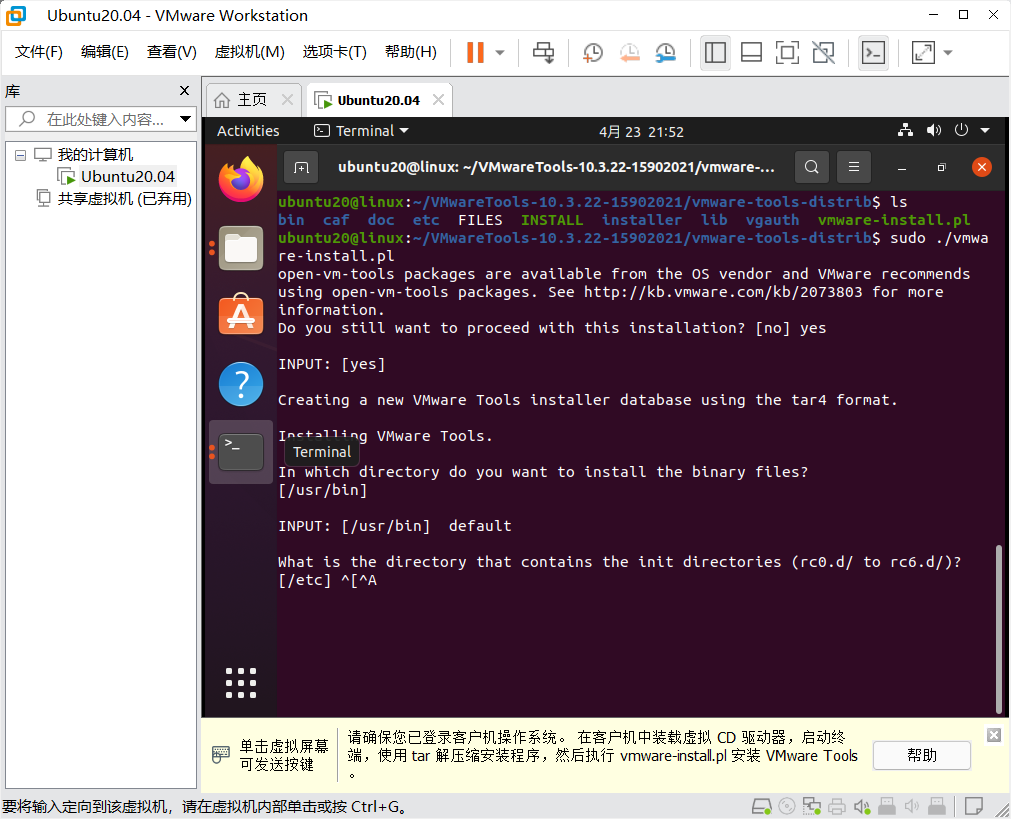 Ubuntu20.04 - VMware Workstation
文件(F) 编辑(E) 查看(V) 虚拟机(M) 选项卡(T) 帮助(H)
库
在此处键入内容...
我的计算机
Ubuntu20.04
共享虚拟机 (已弃用)
主页 Ubuntu20.04
Activities Terminal 4月 23 21:52
ubuntu20@linux: ~/VMwareTools-10.3.22-15902021/vmware-...
ubuntu20@linux:~/VMwareTools-10.3.22-15902021/vmware-tools-distrib$ ls
bin caf doc etc FILES INSTALL installer lib vgauth vmware-install.pl
ubuntu20@linux:~/VMwareTools-10.3.22-15902021/vmware-tools-distrib$ sudo ./vmwa
re-install.pl
open-vm-tools packages are available from the OS vendor and VMware recommends
using open-vm-tools packages. See http://kb.vmware.com/kb/2073803 for more
information.
Do you still want to proceed with this installation? [no] yes
INPUT: [yes]
Creating a new VMware Tools installer database using the tar4 format.
Installing VMware Tools.
Terminal
In which directory do you want to install the binary files?
[/usr/bin]
INPUT: [/usr/bin] default
What is the directory that contains the init directories (rc0.d/ to rc6.d/)?
[/etc] ^[^A
单击虚拟屏幕
可发送按键
请确保您已登录客户机操作系统。 在客户机中装载虚拟 CD 驱动器，启动终
端，使用 tar 解压缩安装程序，然后执行 vmware-install.pl 安装 VMware Tools
。
帮助
要将输入定向到该虚拟机，请在虚拟机内部单击或按 Ctrl+G。